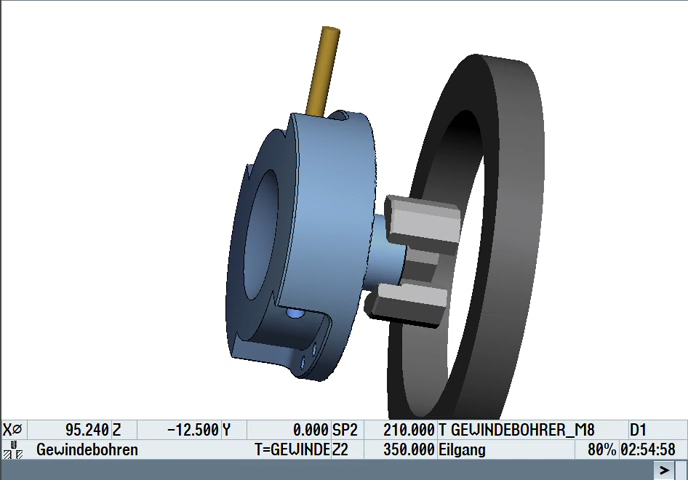 X⌀ 95.240 Z -12.500 Y 0.000 SP2 210.000 T GEWINDEBOHRER_M8 D1
Gewindebohren T=GEWINDE Z2 350.000 Eilgang 80% 02:54:58
>